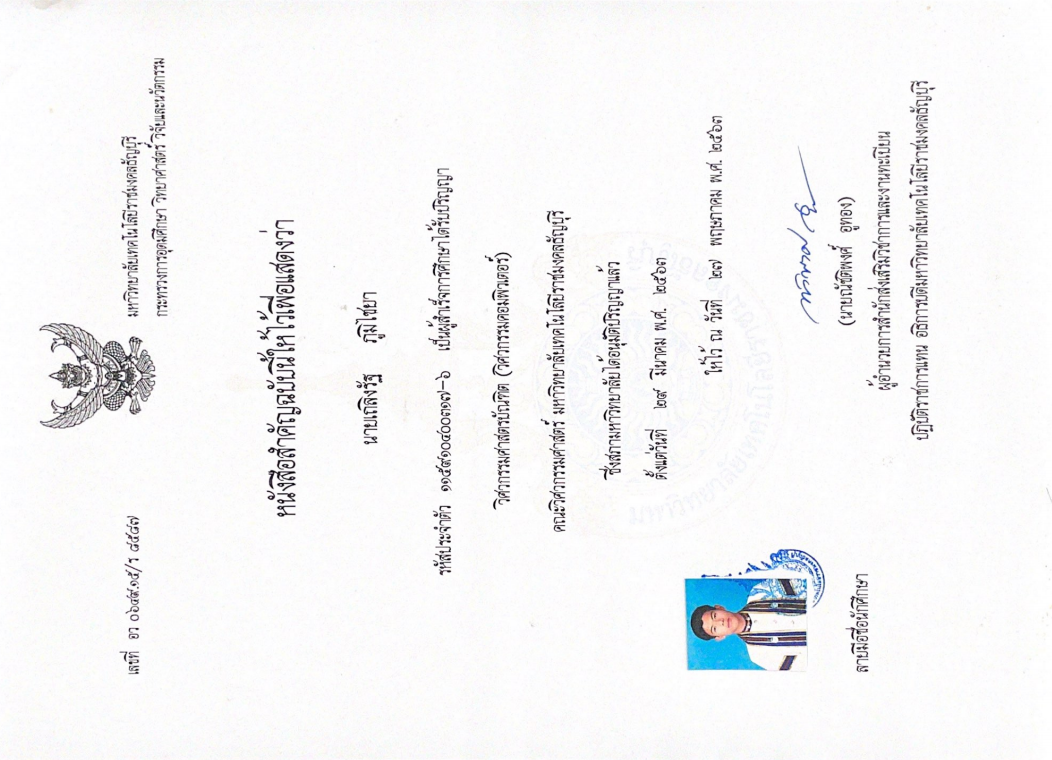 เลขที่ อว ๐๖๔๙.๑๕/ร ๔๕๘๗
มหาวิทยาลัยเทคโนโลยีราชมงคลธัญบุรี
กระทรวงการอุดมศึกษา วิทยาศาสตร์ วิจัยและนวัตกรรม
หนังสือสำคัญฉบับนี้ให้ไว้เพื่อแสดงว่า
นายเถลิงรัฐ ภูมิไชยา
รหัสประจำตัว ๑๑๕๙๑๐๔๐๐๓๑๗-๖ เป็นผู้สำเร็จการศึกษาได้รับปริญญา
วิศวกรรมศาสตรบัณฑิต (วิศวกรรมคอมพิวเตอร์)
คณะวิศวกรรมศาสตร์ มหาวิทยาลัยเทคโนโลยีราชมงคลธัญบุรี
ซึ่งสภามหาวิทยาลัยได้อนุมัติปริญญาแล้ว
ตั้งแต่วันที่ ๒๙ มีนาคม พ.ศ. ๒๕๖๓
ให้ไว้ ณ วันที่ ๒๗ พฤษภาคม พ.ศ. ๒๕๖๓
(นายณัชติพงศ์ อูทอง)
ผู้อำนวยการสำนักส่งเสริมวิชาการและงานทะเบียน
ปฏิบัติราชการแทน อธิการบดีมหาวิทยาลัยเทคโนโลยีราชมงคลธัญบุรี
ลายมือชื่อนักศึกษา